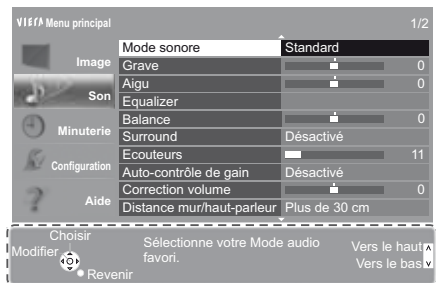 VIERA Menu principal 1/2
Image
Son
Minuterie
Configuration
Aide
Mode sonore Standard
Grave 0
Aigu 0
Equalizer
Balance 0
Surround Désactivé
Ecouteurs 11
Auto-contrôle de gain Désactivé
Correction volume 0
Distance mur/haut-parleur Plus de 30 cm
Choisir
Modifier
Revenir
Sélectionne votre Mode audio
favori.
Vers le haut
Vers le bas